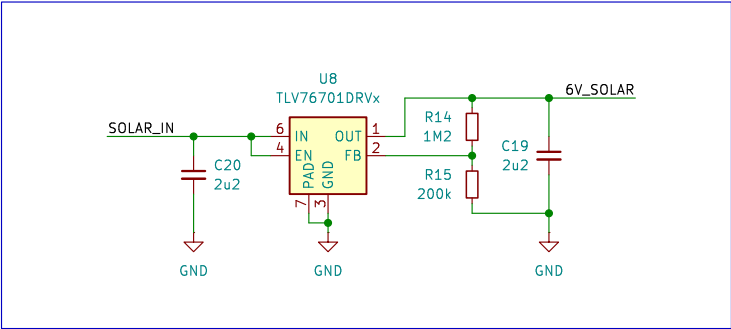 U8
TLV76701DRVx
SOLAR_IN
6 IN
4 EN
OUT 1
FB 2
PAD
GND
7
3
C20
2u2
R14
1M2
R15
200k
C19
2u2
6V_SOLAR
GND
GND
GND